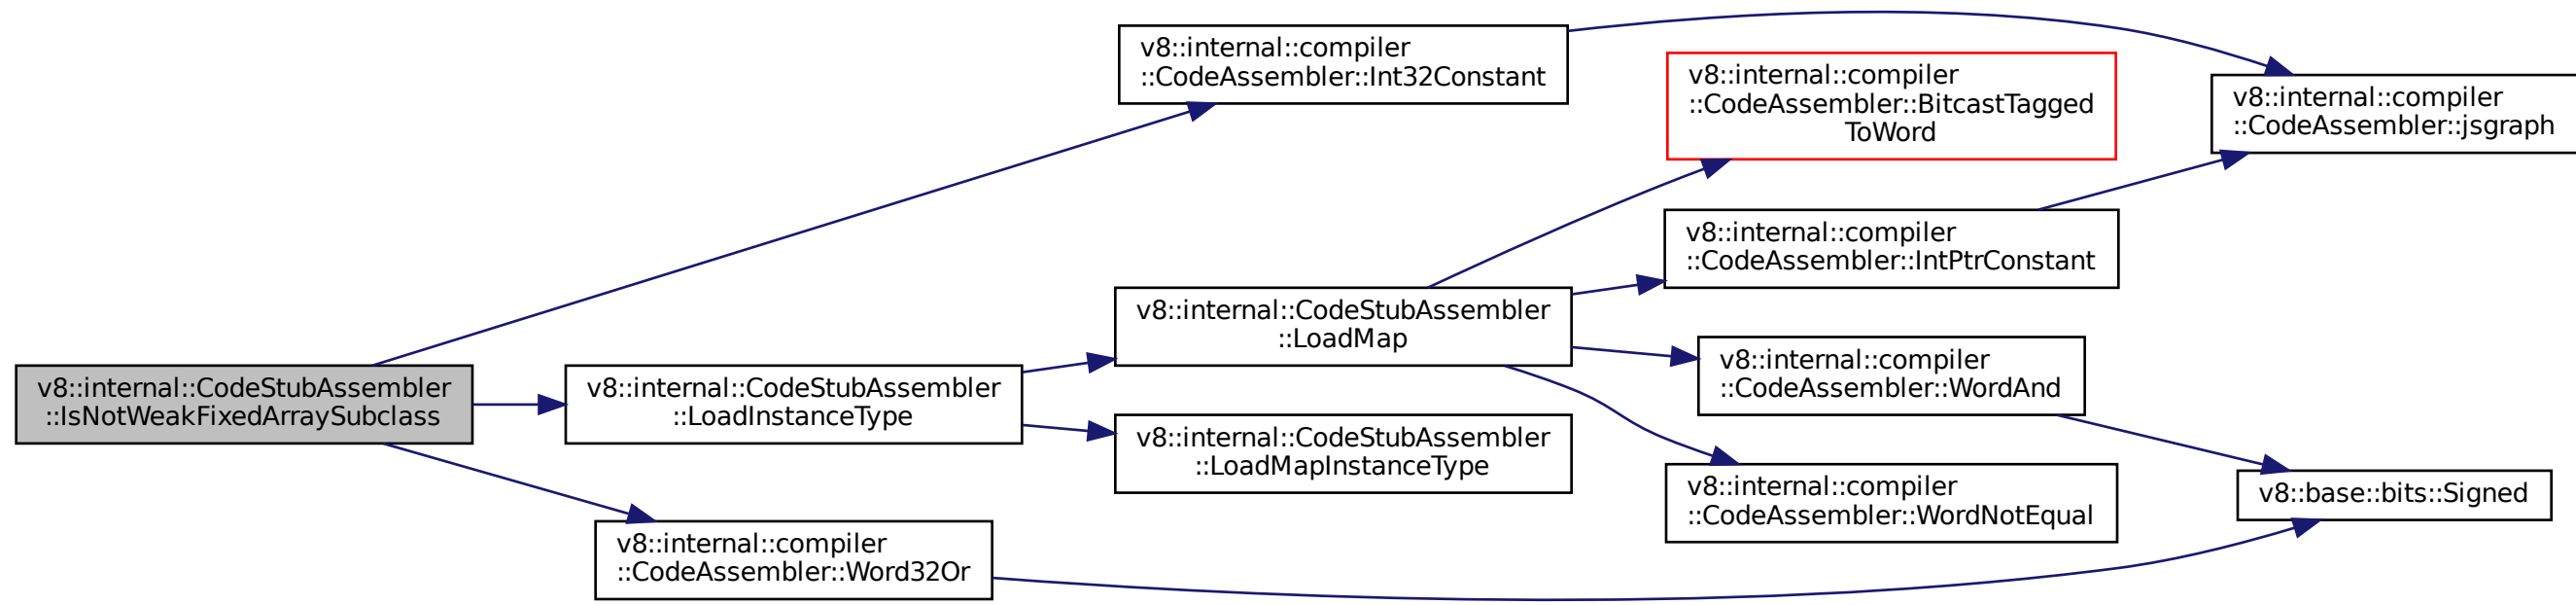 v8::internal::CodeStubAssembler
::IsNotWeakFixedArraySubclass
v8::internal::compiler
::CodeAssembler::Int32Constant
v8::internal::CodeStubAssembler
::LoadInstanceType
v8::internal::compiler
::CodeAssembler::Word32Or
v8::internal::compiler
::CodeAssembler::jsgraph
v8::internal::CodeStubAssembler
::LoadMap
v8::internal::CodeStubAssembler
::LoadMapInstanceType
v8::internal::compiler
::CodeAssembler::BitcastTagged
ToWord
v8::internal::compiler
::CodeAssembler::IntPtrConstant
v8::internal::compiler
::CodeAssembler::WordAnd
v8::internal::compiler
::CodeAssembler::WordNotEqual
v8::base::bits::Signed